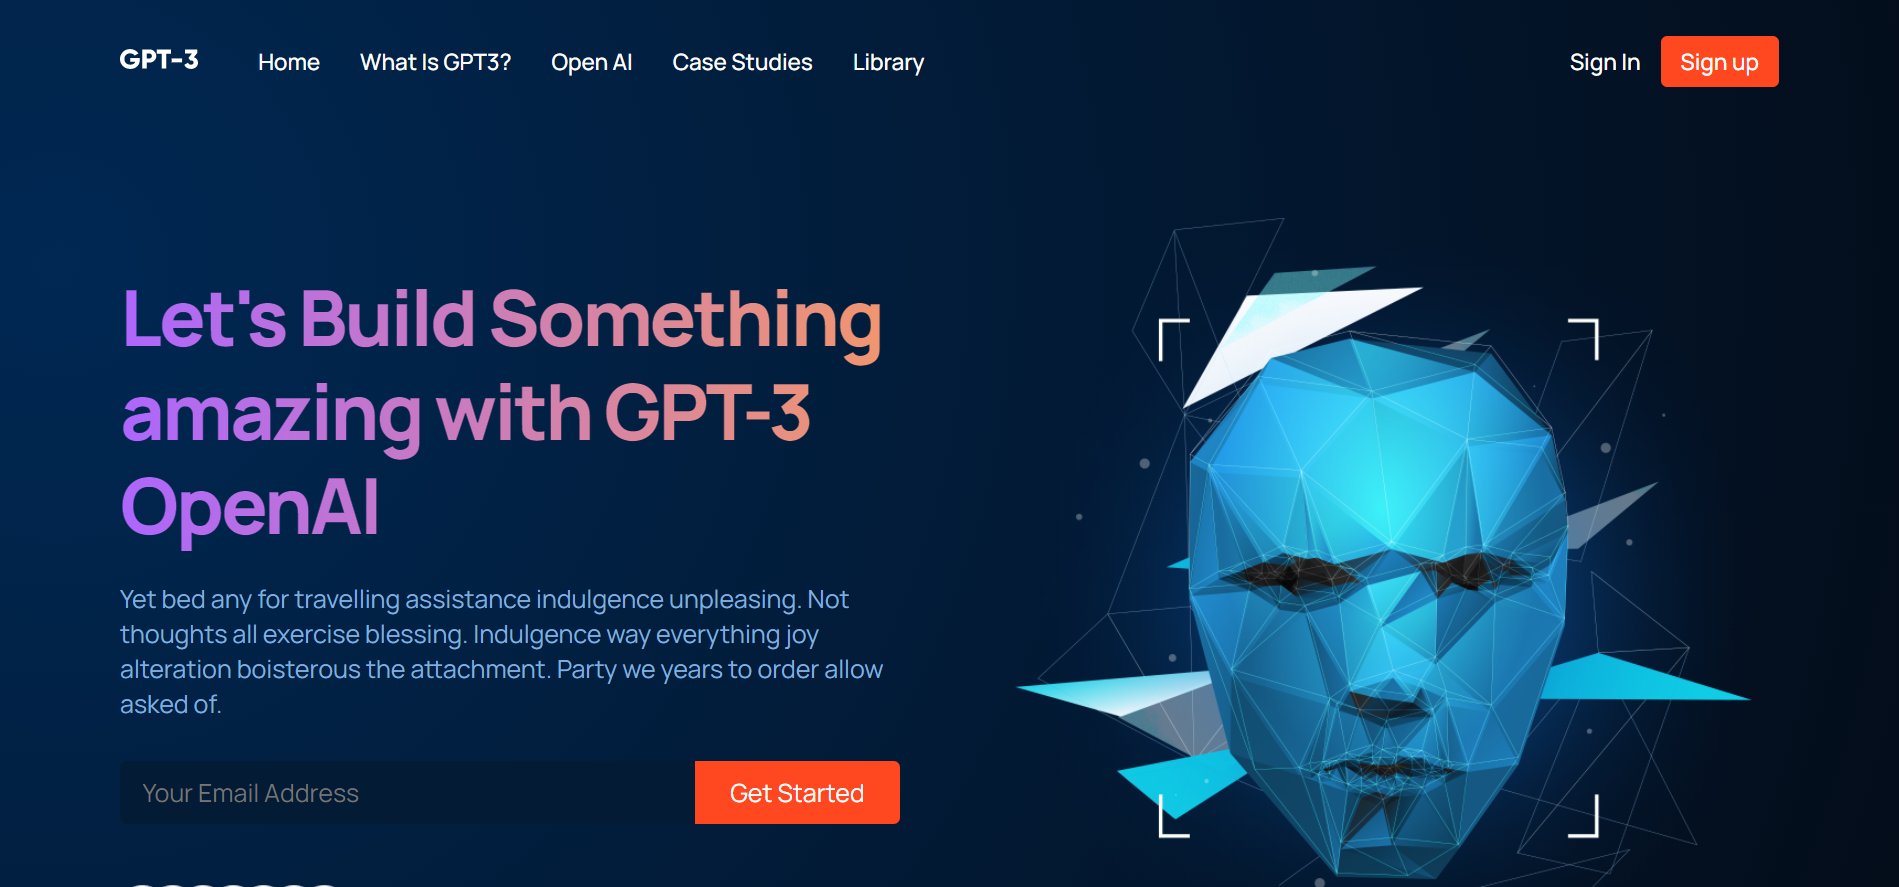 GPT-3 Home What Is GPT3? Open AI Case Studies Library Sign In Sign up
Let's Build Something
amazing with GPT-3
OpenAI
Yet bed any for travelling assistance indulgence unpleasing. Not
thoughts all exercise blessing. Indulgence way everything joy
alteration boisterous the attachment. Party we years to order allow
asked of.
Your Email Address Get Started